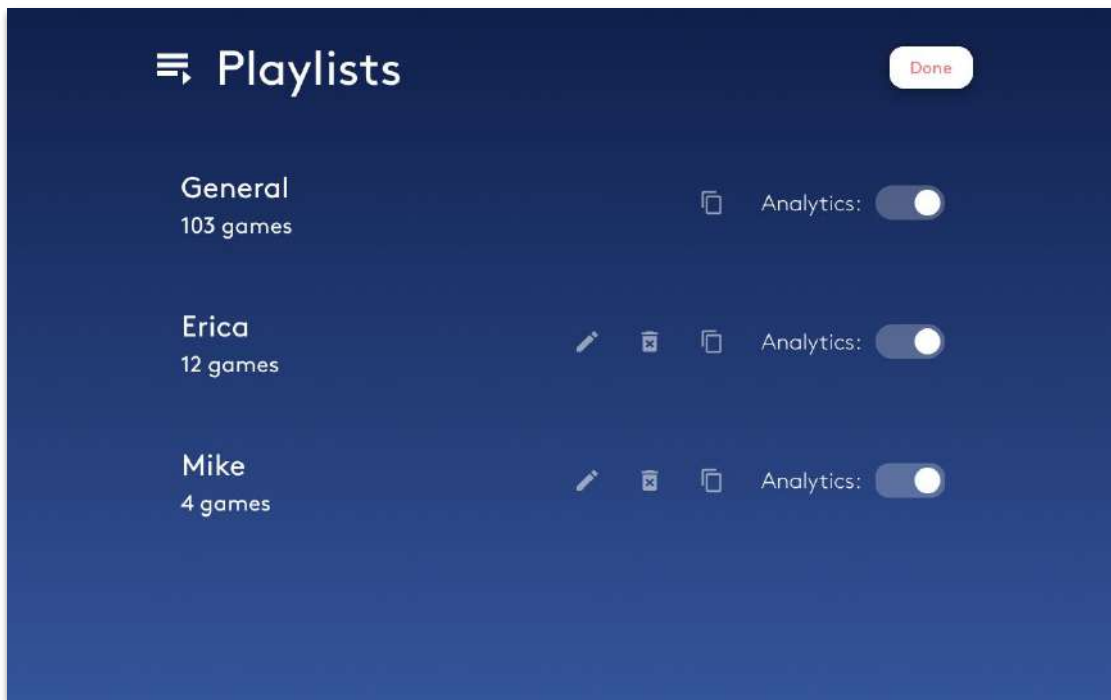 Playlists
Done
General
103 games
Analytics:
Erica
12 games
Analytics:
Mike
4 games
Analytics: